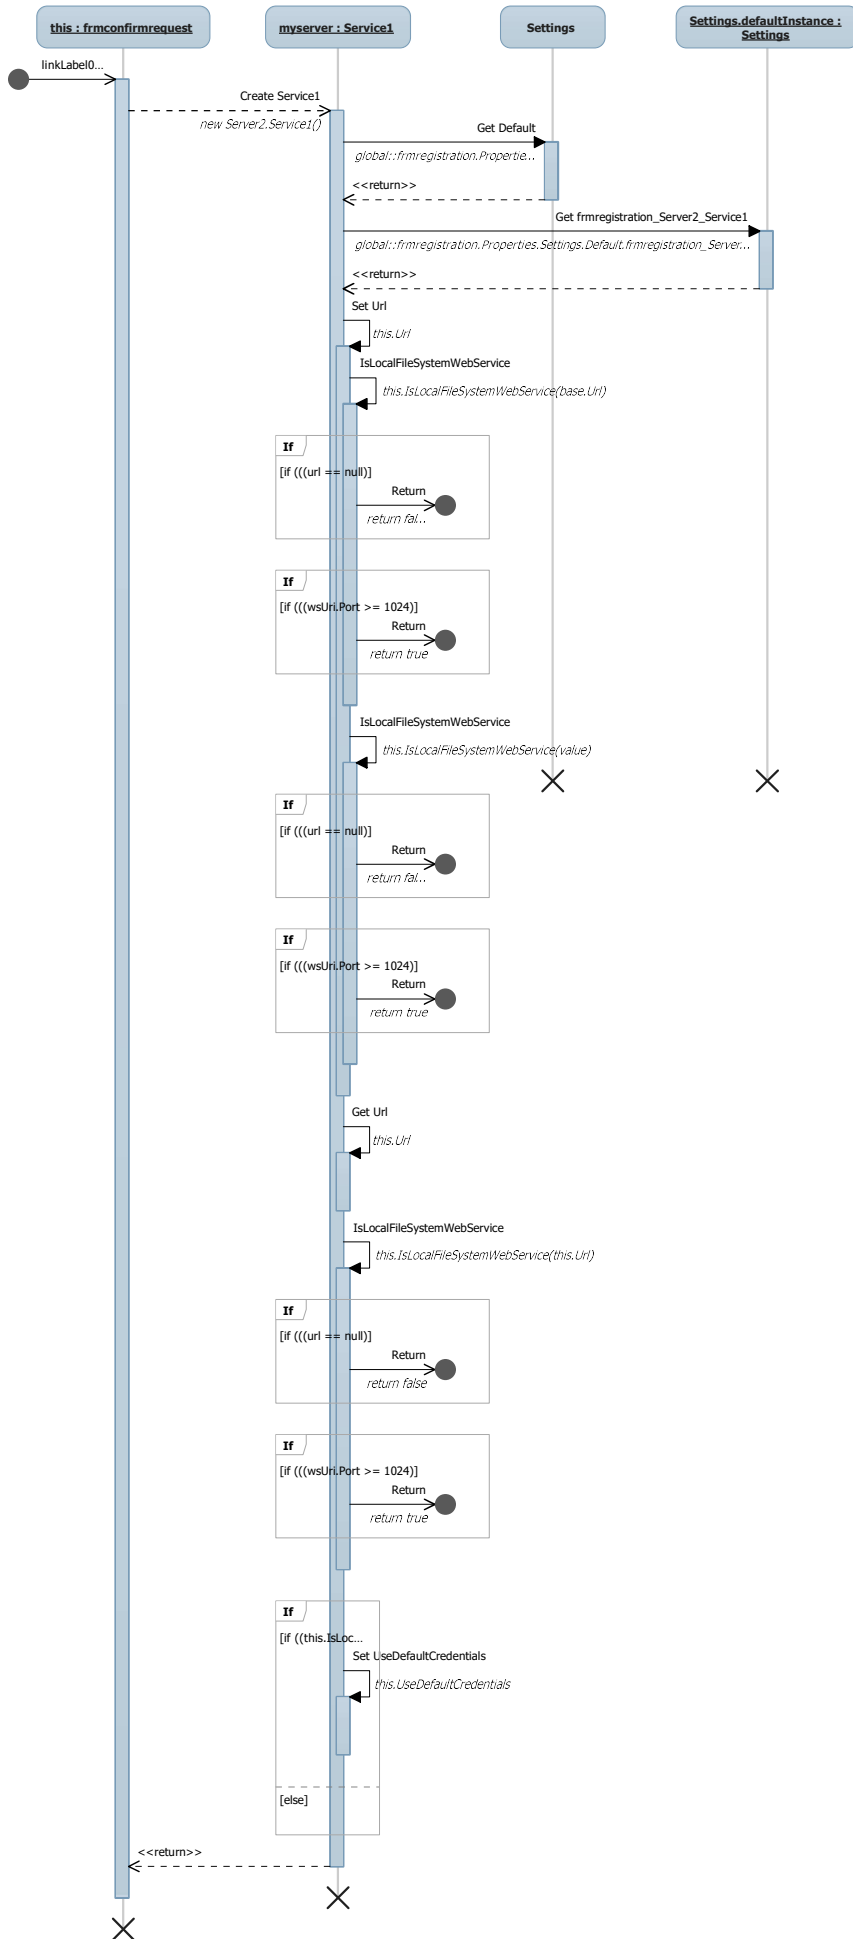 this : frmconfirmrequest
myserver : Service1
Settings
Settings.defaultInstance :
Settings
linkLabel0...
Create Service1
new Server2.Service1()
Get Default
global::frmregistration.Propertie...
<<return>>
Get frmregistration_Server2_Service1
global::frmregistration.Properties.Settings.Default.frmregistration_Server...
<<return>>
Set Url
this.Url
IsLocalFileSystemWebService
this.IsLocalFileSystemWebService(base.Url)
If
[if (((url == null)]
Return
return fal...
If
[if (((wsUri.Port >= 1024)]
Return
return true
IsLocalFileSystemWebService
this.IsLocalFileSystemWebService(value)
If
[if (((url == null)]
Return
return fal...
If
[if (((wsUri.Port >= 1024)]
Return
return true
Get Url
this.Url
IsLocalFileSystemWebService
this.IsLocalFileSystemWebService(this.Url)
If
[if (((url == null)]
Return
return false
If
[if (((wsUri.Port >= 1024)]
Return
return true
If
[if ((this.IsLoc...
Set UseDefaultCredentials
this.UseDefaultCredentials
[else]
<<return>>